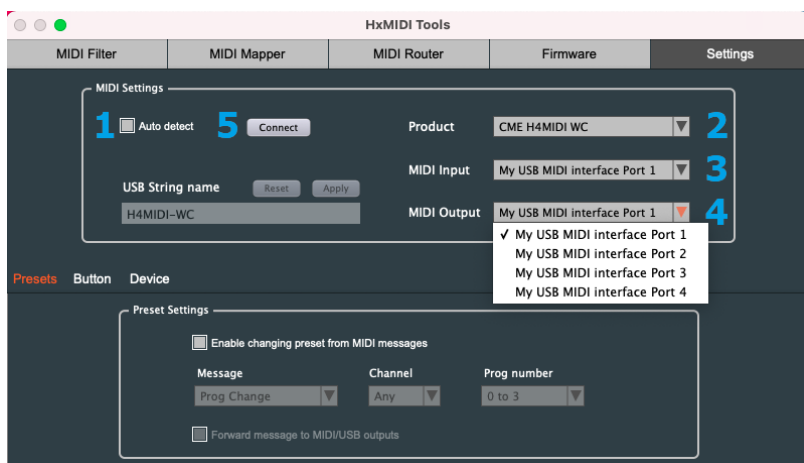 HxMIDI Tools
MIDI Filter MIDI Mapper MIDI Router Firmware Settings
MIDI Settings
1 Auto detect 5 Connect Product CME H4MIDI WC 2
MIDI Input My USB MIDI interface Port 1 3
USB String name Reset Apply
H4MIDI-WC MIDI Output My USB MIDI interface Port 1 4
✓ My USB MIDI interface Port 1
My USB MIDI interface Port 2
My USB MIDI interface Port 3
My USB MIDI interface Port 4
Presets Button Device
Preset Settings
Enable changing preset from MIDI messages
Message Channel Prog number
Prog Change Any 0 to 3
Forward message to MIDI/USB outputs